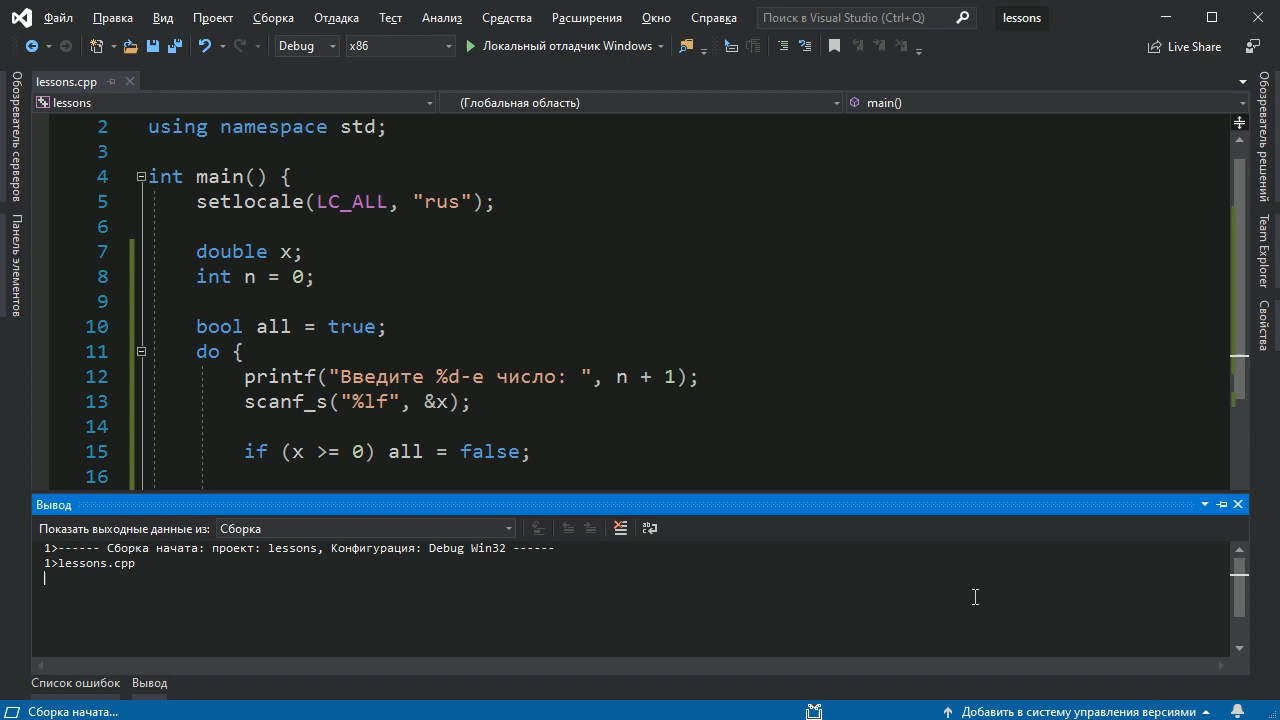 Файл Правка Вид Проект Сборка Отладка Тест Анализ Средства Расширения Окно Справка Поиск в Visual Studio (Ctrl+Q) lessons
Debug x86 Локальный отладчик Windows Live Share
lessons.cpp
lessons (Глобальная область) main()
Обозреватель серверов
Панель элементов
2 using namespace std;
3
4 int main() {
5 setlocale(LC_ALL, "rus");
6
7 double x;
8 int n = 0;
9
10 bool all = true;
11 do {
12 printf("Введите %d-е число: ", n + 1);
13 scanf_s("%lf", &x);
14
15 if (x >= 0) all = false;
16
Обозреватель решений
Team Explorer
Свойства
Вывод
Показать выходные данные из: Сборка
1>------ Сборка начата: проект: lessons, Конфигурация: Debug Win32 ------
1>lessons.cpp
Список ошибок Вывод
Сборка начата... Добавить в систему управления версиями